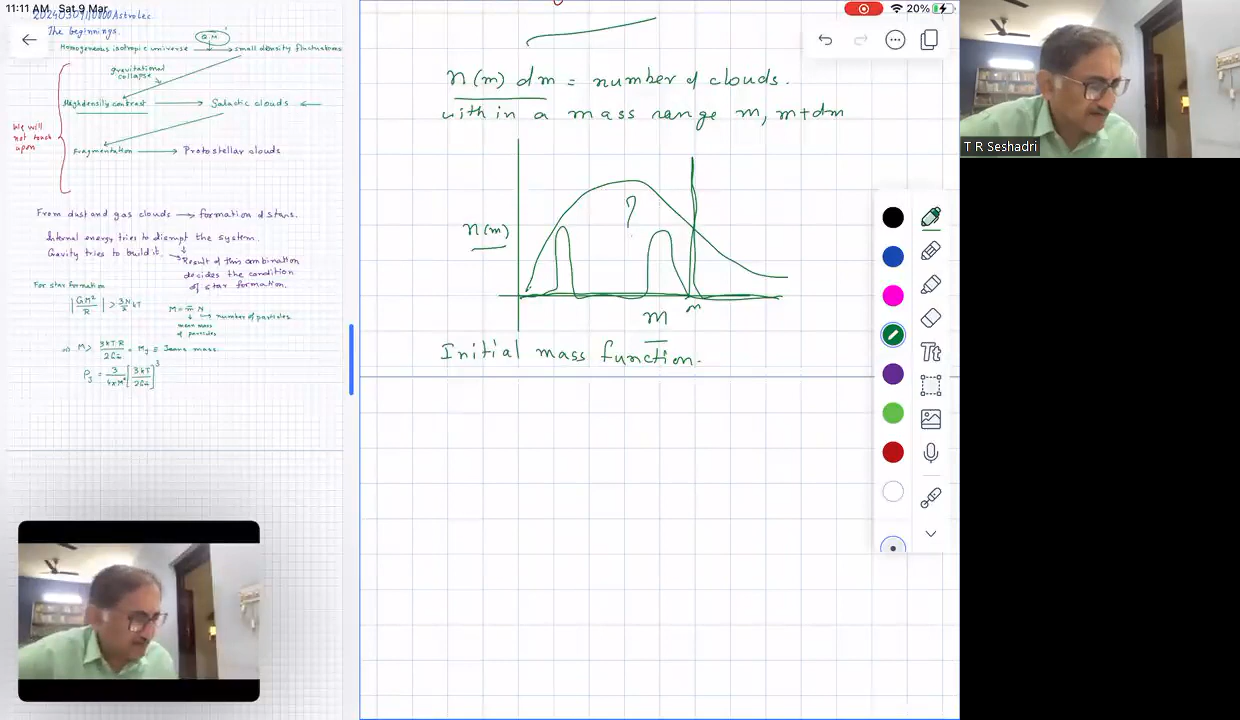 11:11 AM Sat 9 Mar
20%
The beginnings.
Q.M.
Homogeneous isotropic universe → small density fluctuations
gravitational
collapse
High density contrast → Galactic clouds ←
We will
not touch
upon
Fragmentation → Protostellar clouds
From dust and gas clouds → formation of stars.
Internal energy tries to disrupt the system.
Gravity tries to build it. → Result of this combination
decides the condition
of star formation.
For star formation
number of particles
mean mass
of particles
≡ Jeans mass
n(m) dm = number of clouds.
within a mass range m, m+dm
?
n(m)
m
m
Initial mass function.
Tt
T R Seshadri